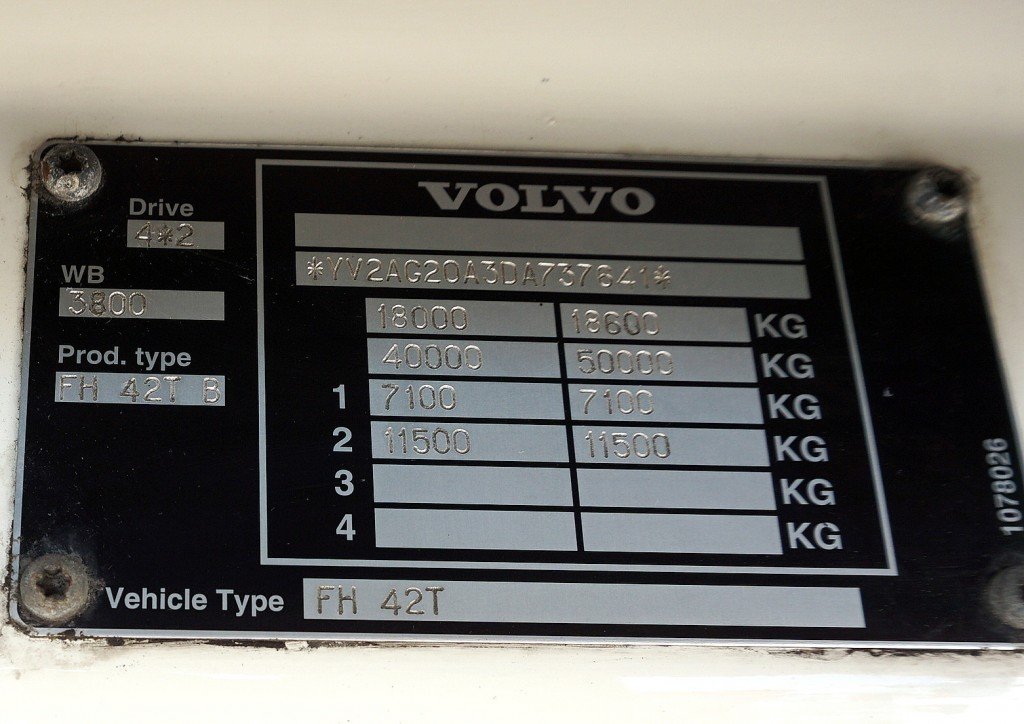 VOLVO
Drive
4*2
*YV2AG20A3DA737641*
WB
3800
18000 18600 KG
40000 50000 KG
Prod. type
FH 42T B
1 7100 7100 KG
2 11500 11500 KG
3 KG
4 KG
Vehicle Type FH 42T
1078026